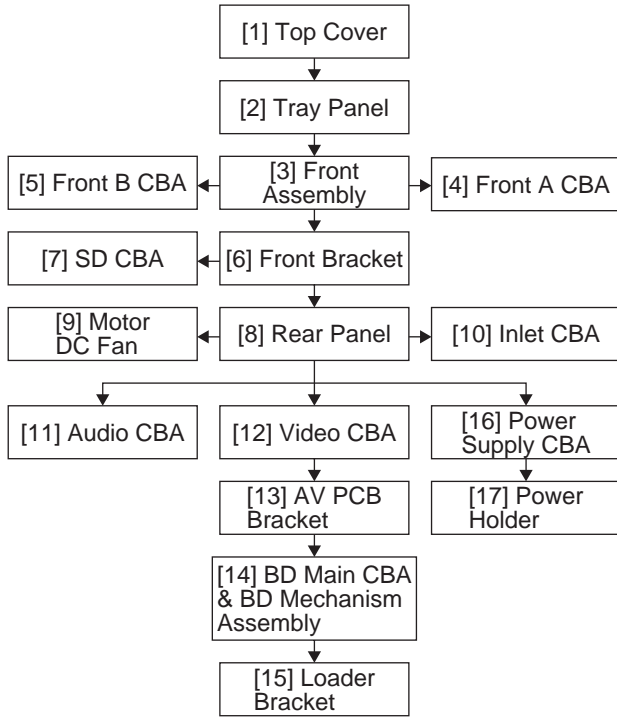 [1] Top Cover
[2] Tray Panel
[5] Front B CBA
[3] Front
Assembly
[4] Front A CBA
[7] SD CBA
[6] Front Bracket
[9] Motor
DC Fan
[8] Rear Panel
[10] Inlet CBA
[11] Audio CBA
[12] Video CBA
[16] Power
Supply CBA
[13] AV PCB
Bracket
[17] Power
Holder
[14] BD Main CBA
& BD Mechanism
Assembly
[15] Loader
Bracket